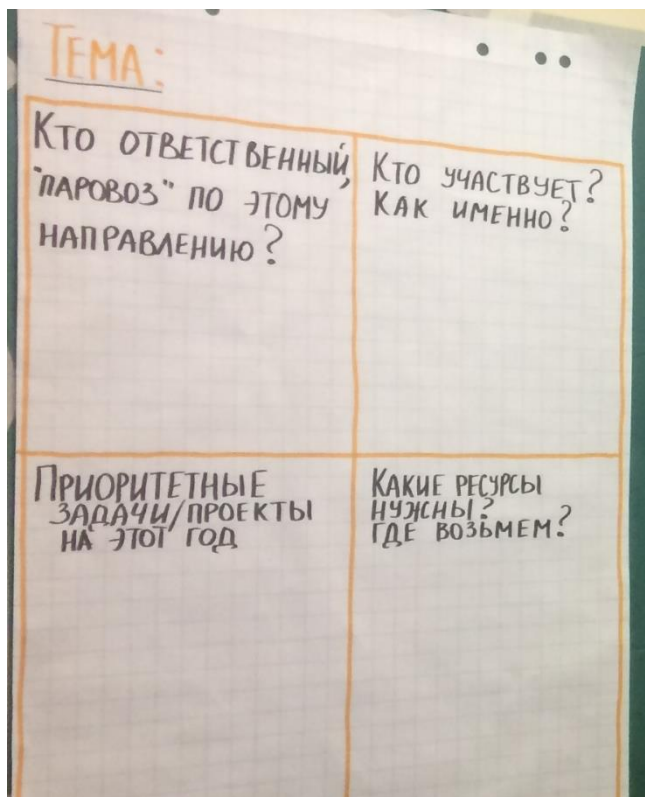 ТЕМА:
КТО ОТВЕТСТВЕННЫЙ,
"ПАРОВОЗ" ПО ЭТОМУ
НАПРАВЛЕНИЮ?
КТО УЧАСТВУЕТ?
КАК ИМЕННО?
ПРИОРИТЕТНЫЕ
ЗАДАЧИ/ПРОЕКТЫ
НА ЭТОТ ГОД
КАКИЕ РЕСУРСЫ
НУЖНЫ?
ГДЕ ВОЗЬМЕМ?